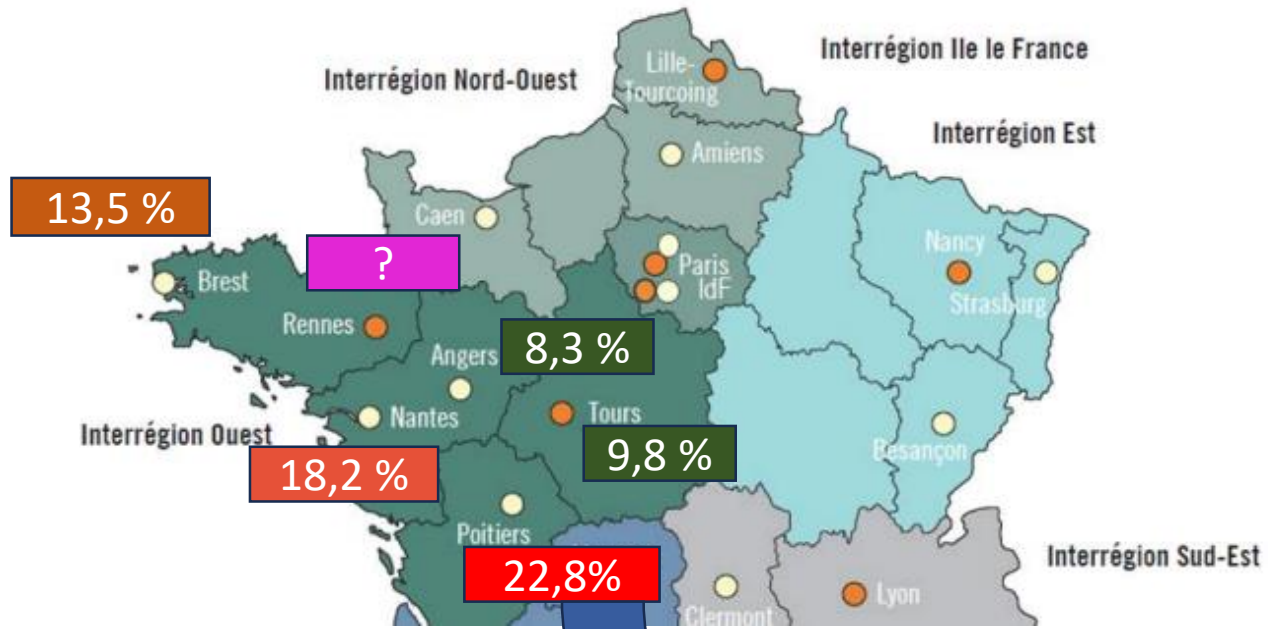 Interrégion Ile le France
Lille-
Tourcoing
Interrégion Nord-Ouest
Interrégion Est
Amiens
13,5 %
Caen
?
Nancy
Paris
IdF
Brest
Strasburg
Rennes
Angers
8,3 %
Nantes
Tours
Interrégion Ouest
9,8 %
Besançon
18,2 %
Poitiers
22,8%
Interrégion Sud-Est
Lyon
Clermont